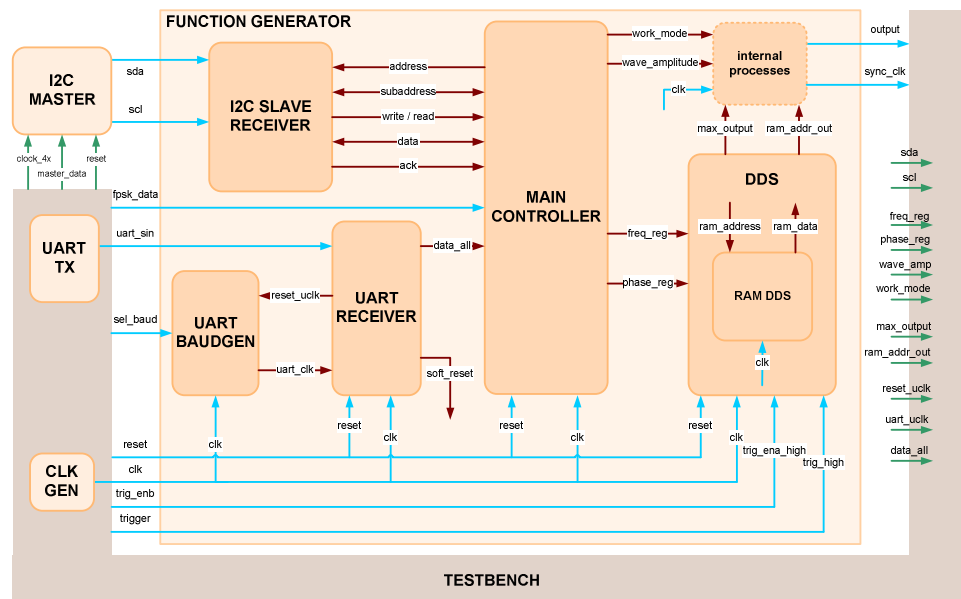 FUNCTION GENERATOR
I2C
MASTER
sda
scl
clock_4x
master_data
reset
I2C SLAVE
RECEIVER
address
subaddress
write / read
data
ack
MAIN
CONTROLLER
work_mode
wave_amplitude
clk
internal
processes
output
sync_clk
max_output
ram_addr_out
DDS
ram_address
ram_data
RAM DDS
clk
freq_reg
phase_reg
fpsk_data
UART
TX
uart_sin
sel_baud
UART
BAUDGEN
reset_uclk
uart_clk
UART
RECEIVER
data_all
soft_reset
clk
reset
clk
reset
clk
reset
clk
trig_ena_high
trig_high
CLK
GEN
reset
clk
trig_enb
trigger
sda
scl
freq_reg
phase_reg
wave_amp
work_mode
max_output
ram_addr_out
reset_uclk
uart_uclk
data_all
TESTBENCH